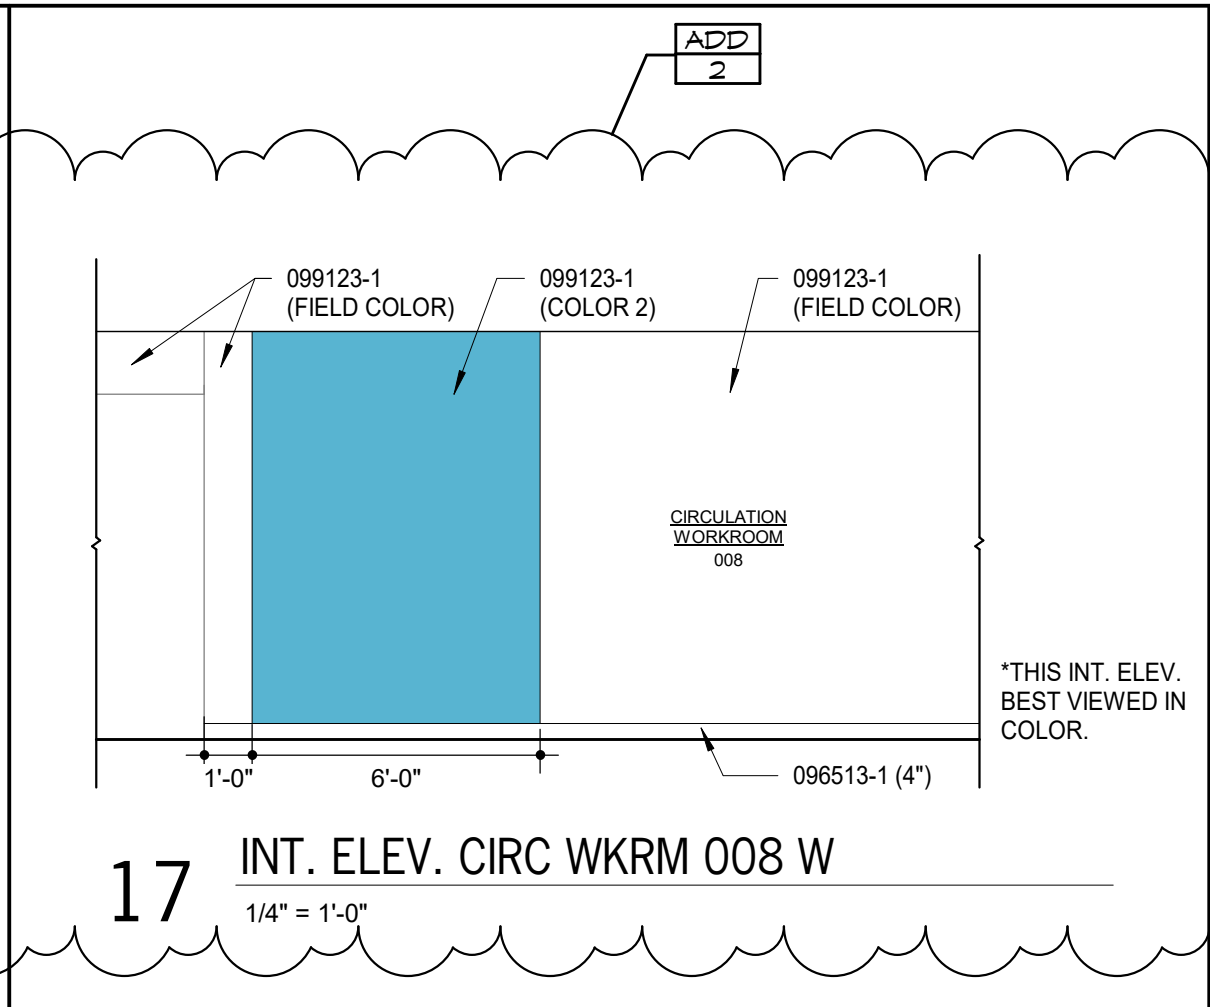 ADD
2
099123-1
(FIELD COLOR)
099123-1
(COLOR 2)
099123-1
(FIELD COLOR)
CIRCULATION
WORKROOM
008
*THIS INT. ELEV.
BEST VIEWED IN
COLOR.
1'-0"
6'-0"
096513-1 (4")
17
INT. ELEV. CIRC WKRM 008 W
1/4" = 1'-0"